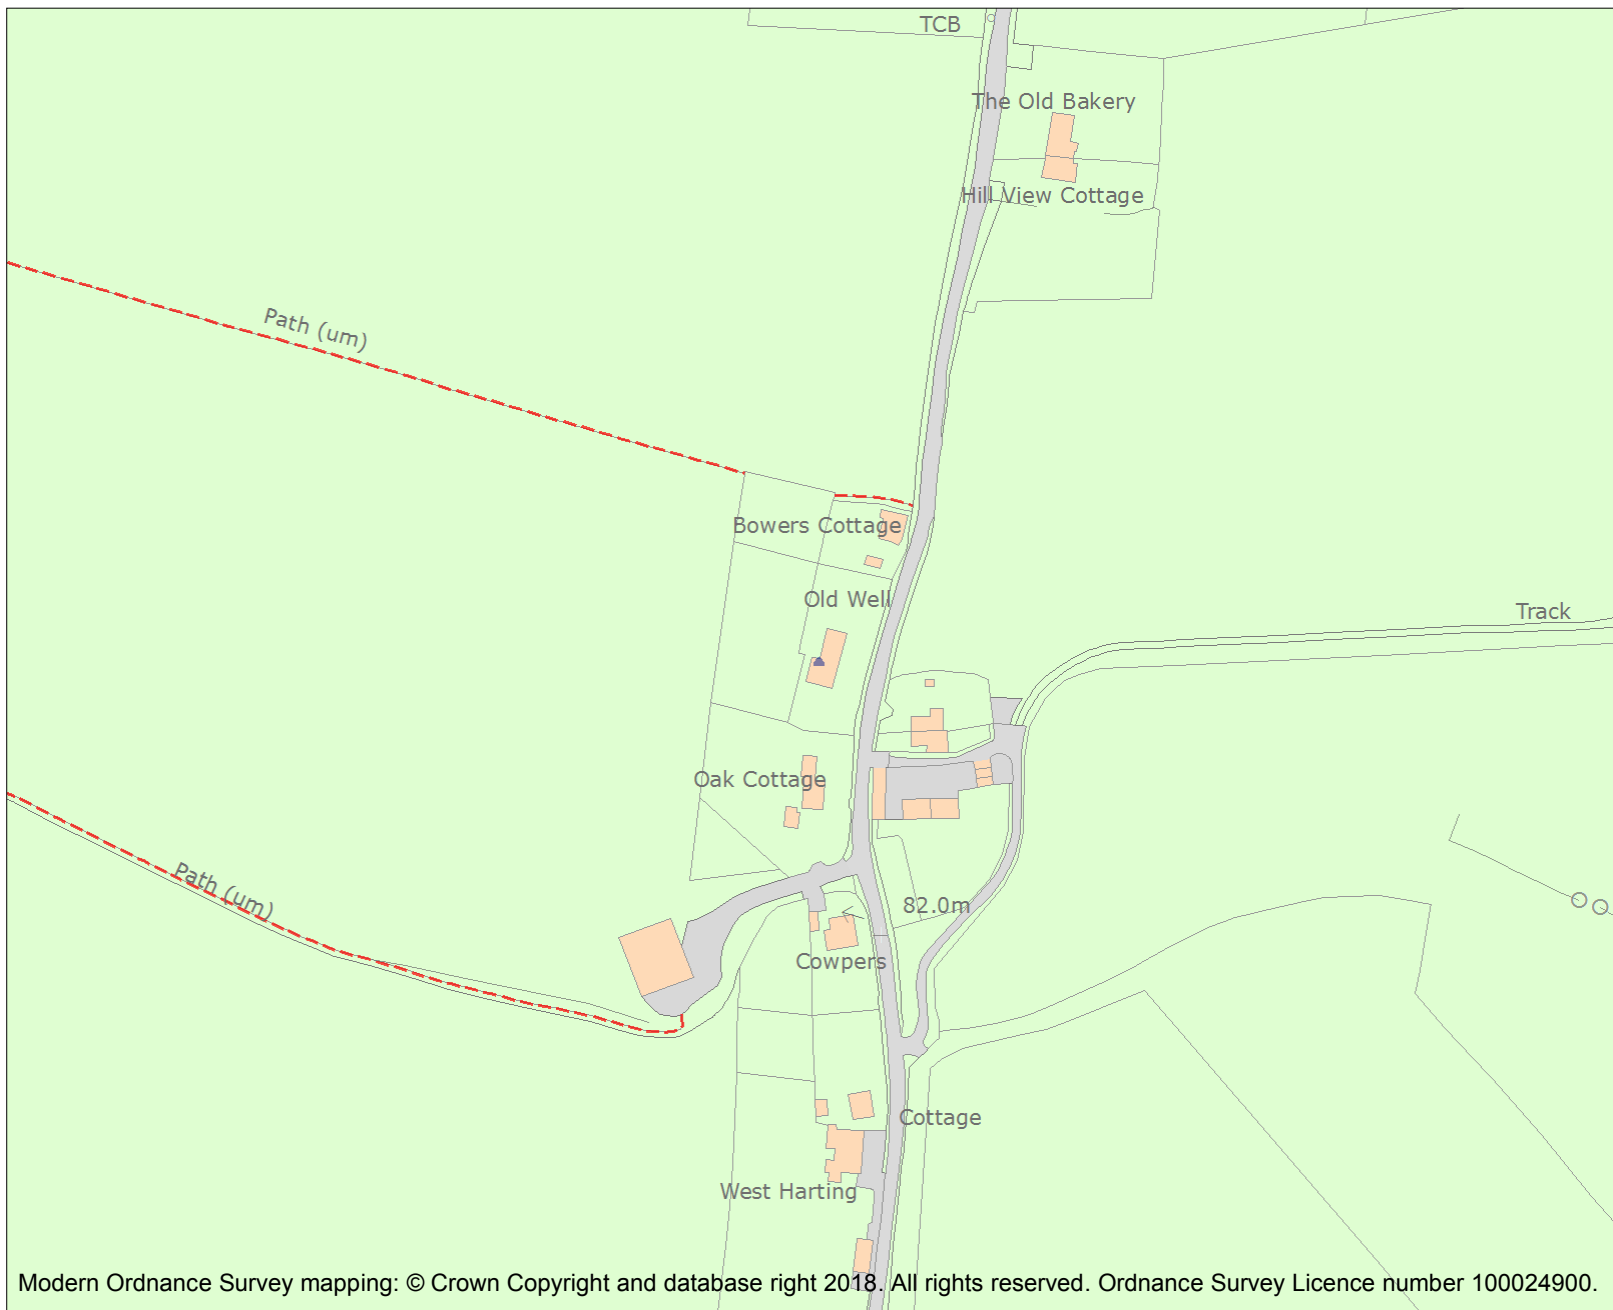 TCB
The Old Bakery
Hill View Cottage
Path (um)
Bowers Cottage
Old Well
Track
Oak Cottage
Path (um)
82.0m
Cowpers
Cottage
West Harting
Modern Ordnance Survey mapping: © Crown Copyright and database right 2018. All rights reserved. Ordnance Survey Licence number 100024900.